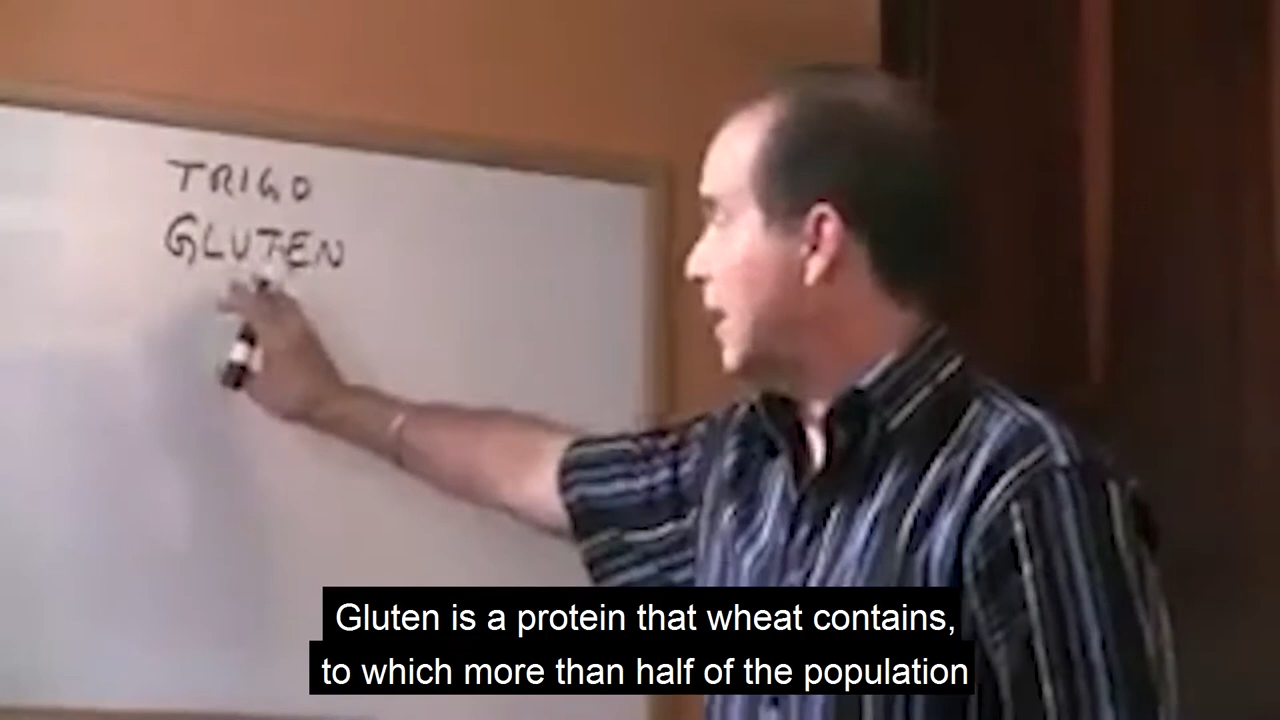 TRIGO
GLUTEN
Gluten is a protein that wheat contains,
to which more than half of the population